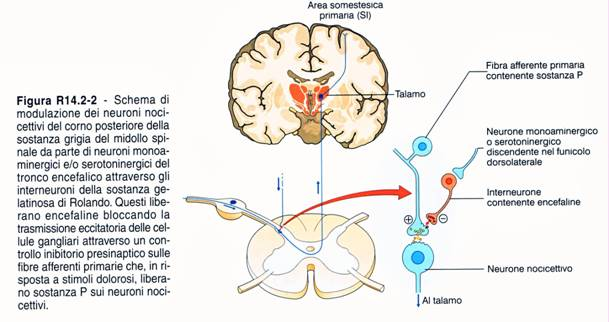 Area somestesica
primaria (SI)
Talamo
Figura R14.2-2 - Schema di
modulazione dei neuroni noci-
cettivi del corno posteriore della
sostanza grigia del midollo spi-
nale da parte di neuroni monoa-
minergici e/o serotoninergici del
tronco encefalico attraverso gli
interneuroni della sostanza ge-
latinosa di Rolando. Questi libe-
rano encefaline bloccando la
trasmissione eccitatoria delle cel-
lule gangliari attraverso un con-
trollo inibitorio presinaptico sulle
fibre afferenti primarie che, in ri-
sposta a stimoli dolorosi, libera-
no sostanza P sui neuroni noci-
cettivi.
Fibra afferente primaria
contenente sostanza P
Neurone monoaminergico
o serotoninergico
discendente nel funicolo
dorsolaterale
Interneurone
contenente encefaline
+ −
Neurone nocicettivo
Al talamo